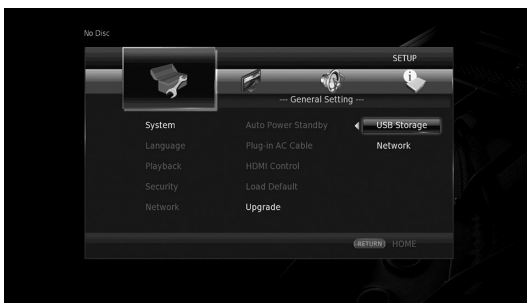 No Disc
SETUP
--- General Setting ---
System Auto Power Standby USB Storage
Language Plug-in AC Cable Network
Playback HDMI Control
Security Load Default
Network Upgrade
RETURN HOME